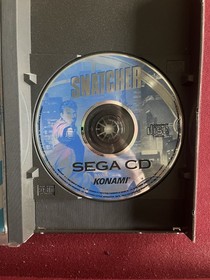 SNATCHER
SEGA CD
KONAMI